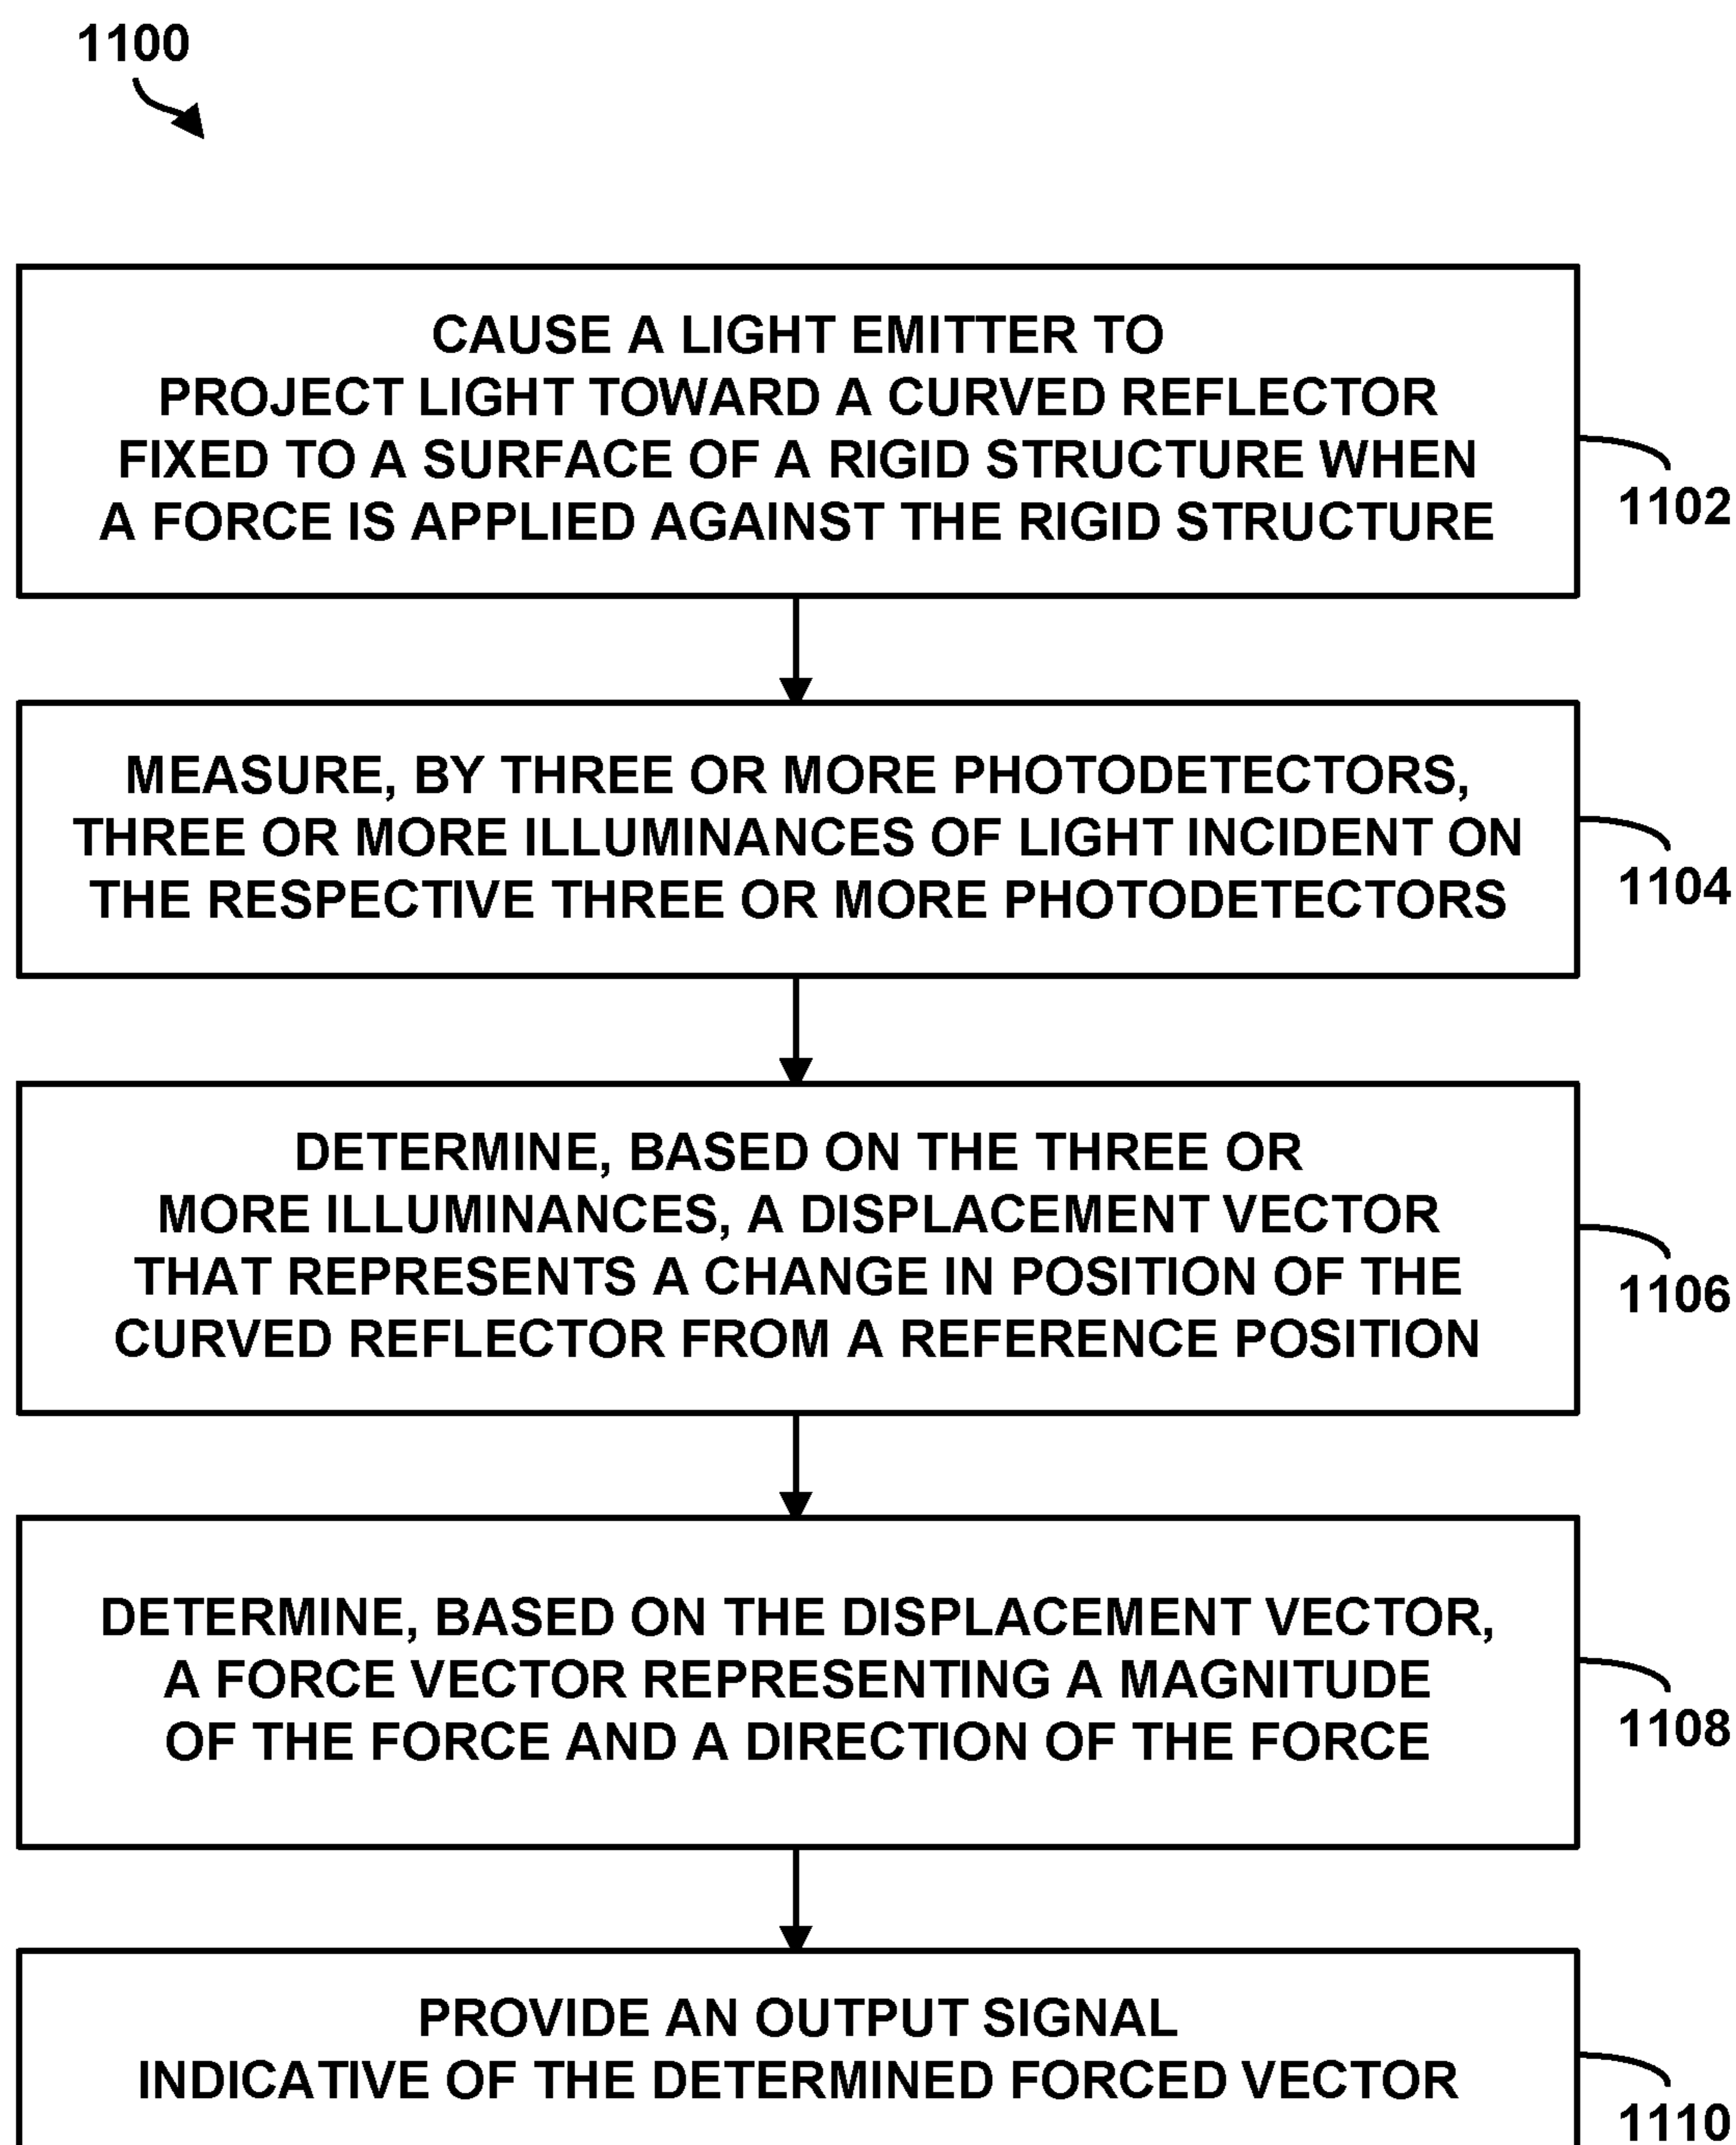 1100
CAUSE A LIGHT EMITTER TO
PROJECT LIGHT TOWARD A CURVED REFLECTOR
FIXED TO A SURFACE OF A RIGID STRUCTURE WHEN
A FORCE IS APPLIED AGAINST THE RIGID STRUCTURE
1102
MEASURE, BY THREE OR MORE PHOTODETECTORS,
THREE OR MORE ILLUMINANCES OF LIGHT INCIDENT ON
THE RESPECTIVE THREE OR MORE PHOTODETECTORS
1104
DETERMINE, BASED ON THE THREE OR
MORE ILLUMINANCES, A DISPLACEMENT VECTOR
THAT REPRESENTS A CHANGE IN POSITION OF THE
CURVED REFLECTOR FROM A REFERENCE POSITION
1106
DETERMINE, BASED ON THE DISPLACEMENT VECTOR,
A FORCE VECTOR REPRESENTING A MAGNITUDE
OF THE FORCE AND A DIRECTION OF THE FORCE
1108
PROVIDE AN OUTPUT SIGNAL
INDICATIVE OF THE DETERMINED FORCED VECTOR
1110